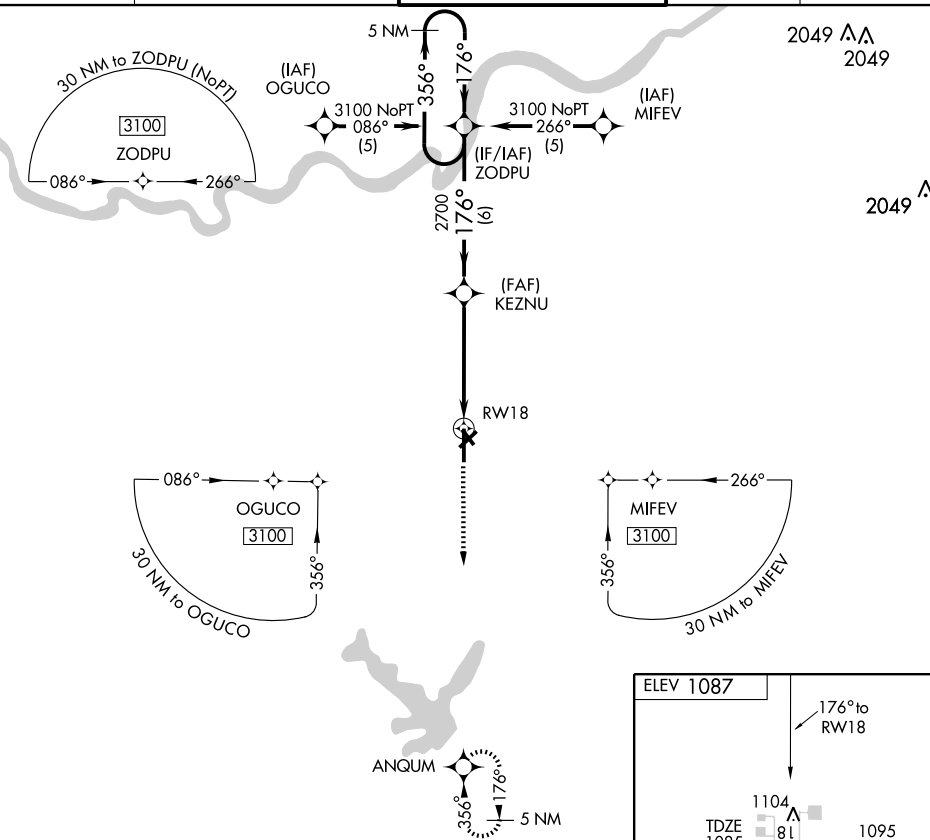 5 NM
2049
2049
30 NM to ZODPU (NoPT)
(IAF)
OGUCO
356°
176°
3100 NoPT
086°
(5)
3100 NoPT
266°
(5)
(IAF)
MIFEV
3100
ZODPU
086°
266°
(IF/IAF)
ZODPU
2049
2700
176°
(6)
(FAF)
KEZNU
RW18
086°
OGUCO
3100
356°
30 NM to OGUCO
266°
MIFEV
3100
356°
30 NM to MIFEV
ELEV 1087
176° to
RW18
ANQUM
356°
176°
5 NM
1104
TDZE
18
1095